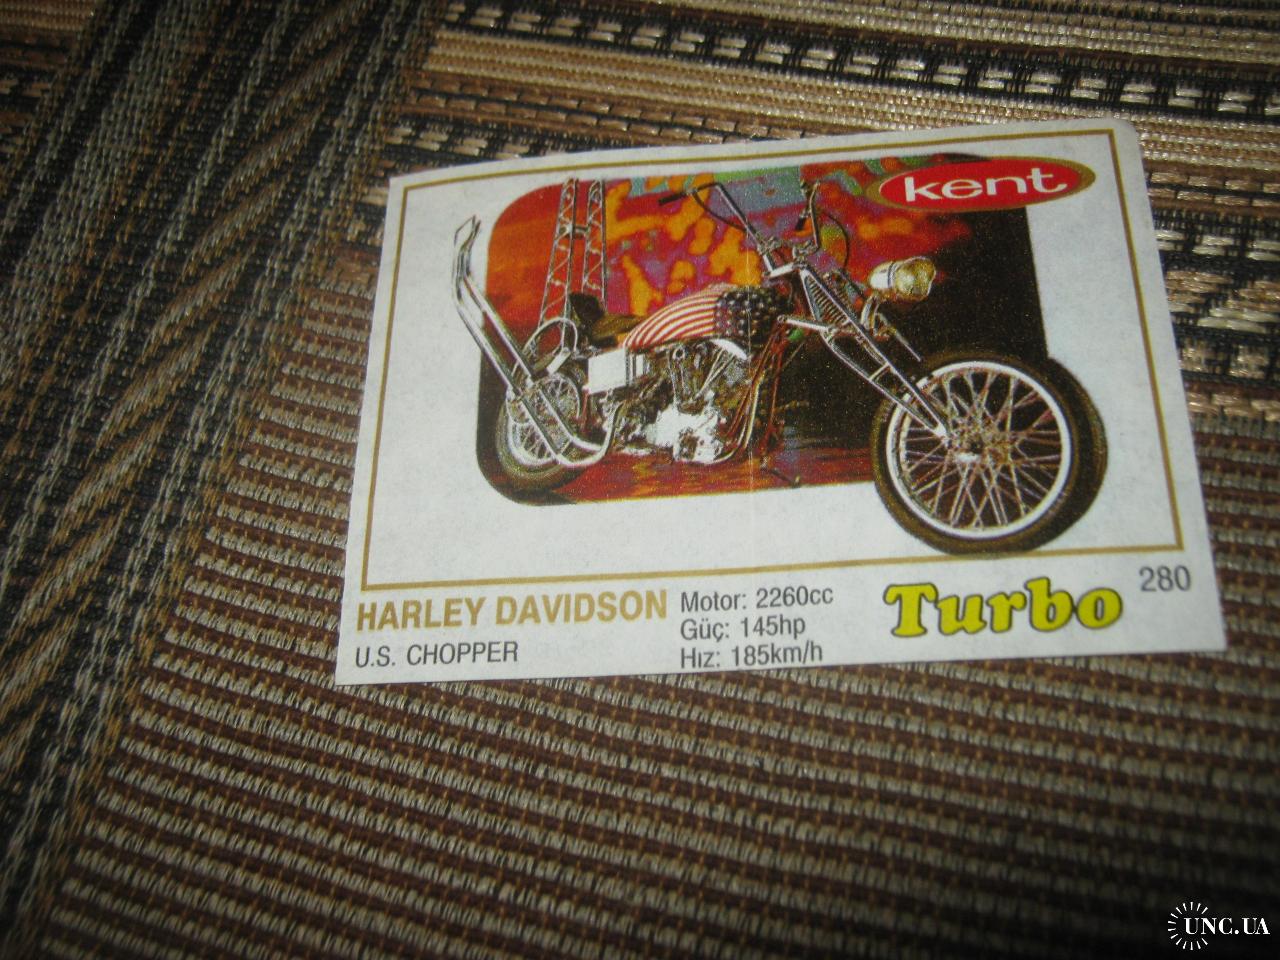 kent
HARLEY DAVIDSON
U.S. CHOPPER
Motor: 2260cc
Güç: 145hp
Hız: 185km/h
Turbo
280
UNC.UA